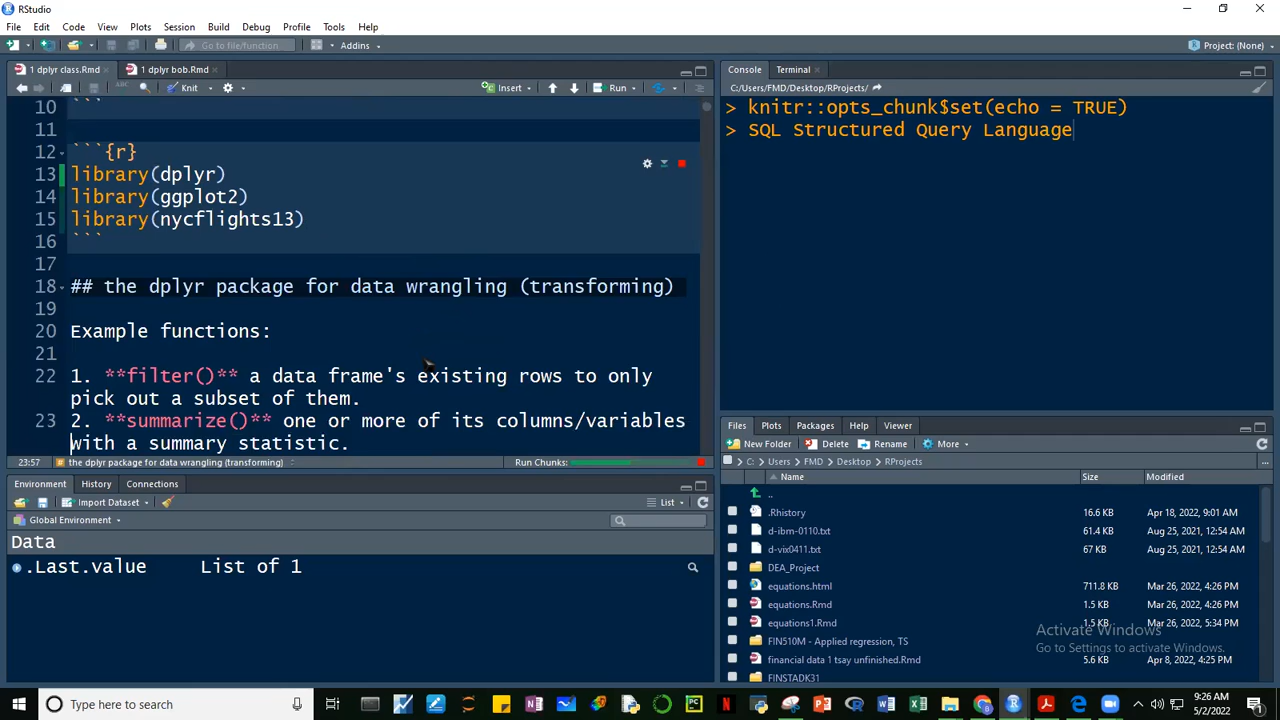 RStudio
File Edit Code View Plots Session Build Debug Profile Tools Help
Go to file/function Addins Project: (None)
1 dplyr class.Rmd 1 dplyr bob.Rmd
Knit Insert Run
10 ```
11
12 ```{r}
13 library(dplyr)
14 library(ggplot2)
15 library(nycflights13)
16 ```
17
18 ## the dplyr package for data wrangling (transforming)
19
20 Example functions:
21
22 1. **filter()** a data frame's existing rows to only
pick out a subset of them.
23 2. **summarize()** one or more of its columns/variables
with a summary statistic.
23:57 the dplyr package for data wrangling (transforming) Run Chunks:
Environment History Connections
Import Dataset List
Global Environment
Data
.Last.value List of 1
Console Terminal
C:/Users/FMD/Desktop/RProjects/
> knitr::opts_chunk$set(echo = TRUE)
> SQL Structured Query Language
Files Plots Packages Help Viewer
New Folder Delete Rename More
C: Users FMD Desktop RProjects ...
Name Size Modified
..
.Rhistory 16.6 KB Apr 18, 2022, 9:01 AM
d-ibm-0110.txt 61.4 KB Aug 25, 2021, 12:54 AM
d-vix0411.txt 67 KB Aug 25, 2021, 12:54 AM
DEA_Project
equations.html 711.8 KB Mar 26, 2022, 4:26 PM
equations.Rmd 1.5 KB Mar 26, 2022, 4:26 PM
equations1.Rmd 1.5 KB Mar 26, 2022, 5:34 PM
FIN510M - Applied regression, TS
financial data 1 tsay unfinished.Rmd 5.6 KB Apr 8, 2022, 4:25 PM
FINSTADK31
Activate Windows
Go to Settings to activate Windows.
Type here to search
9:26 AM
5/2/2022